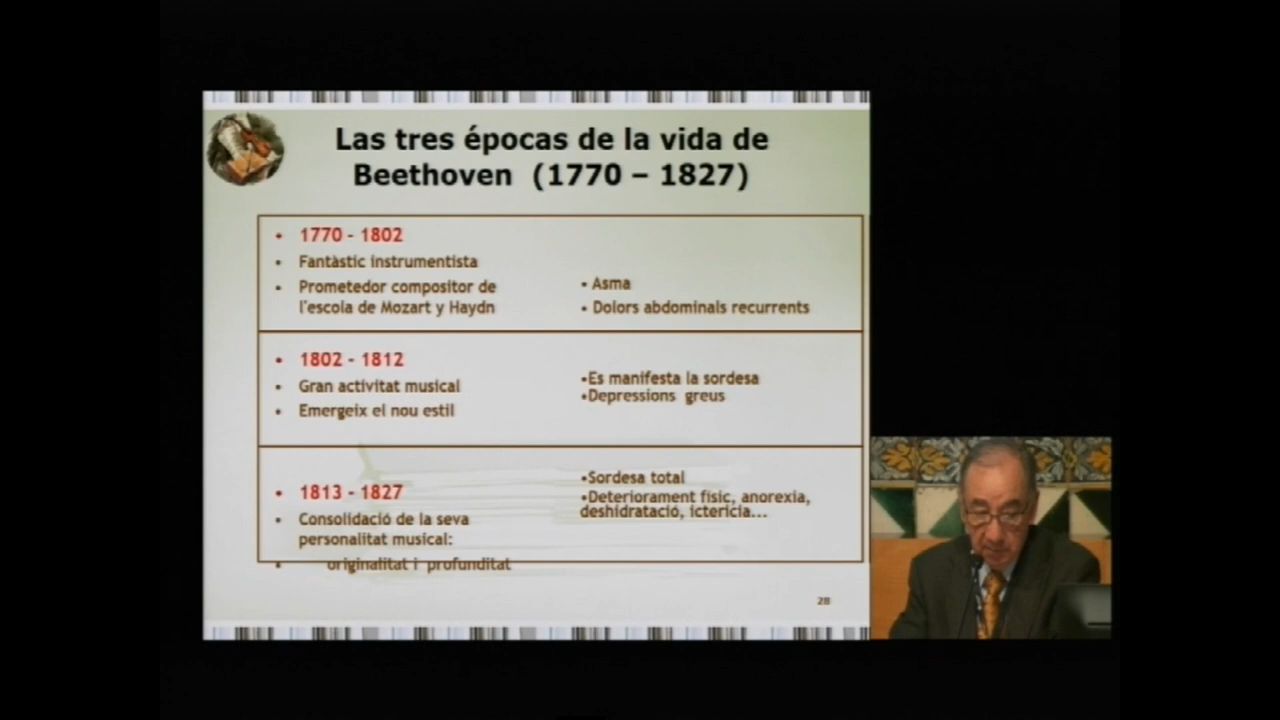 Las tres épocas de la vida de
Beethoven (1770 – 1827)
• 1770 - 1802
• Fantàstic instrumentista
• Prometedor compositor de
l'escola de Mozart y Haydn
• Asma
• Dolors abdominals recurrents
• 1802 - 1812
• Gran activitat musical
• Emergeix el nou estil
•Es manifesta la sordesa
•Depressions greus
• 1813 - 1827
• Consolidació de la seva
personalitat musical:
• originalitat i profunditat
•Sordesa total
•Deteriorament físic, anorexia,
deshidratació, ictericia...
28